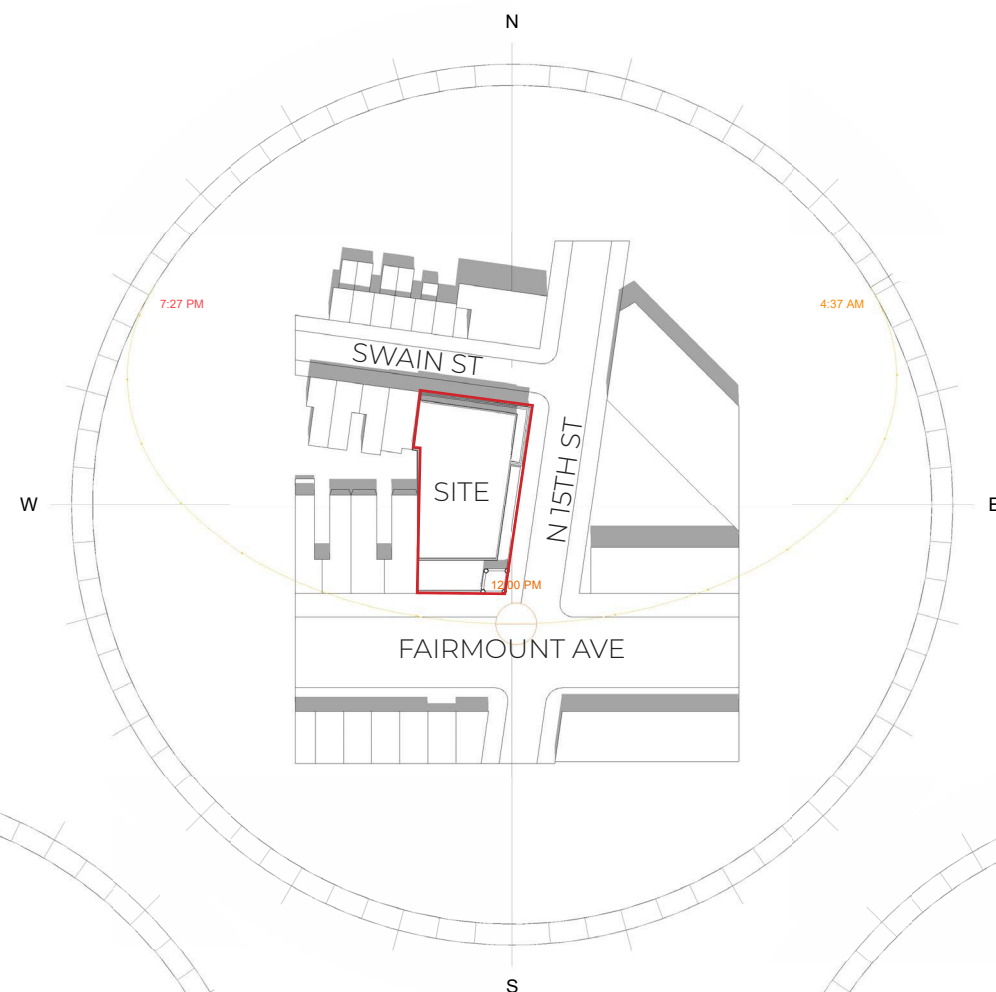 N
7:27 PM
4:37 AM
SWAIN ST
N 15TH ST
SITE
W
E
12:00 PM
FAIRMOUNT AVE
S